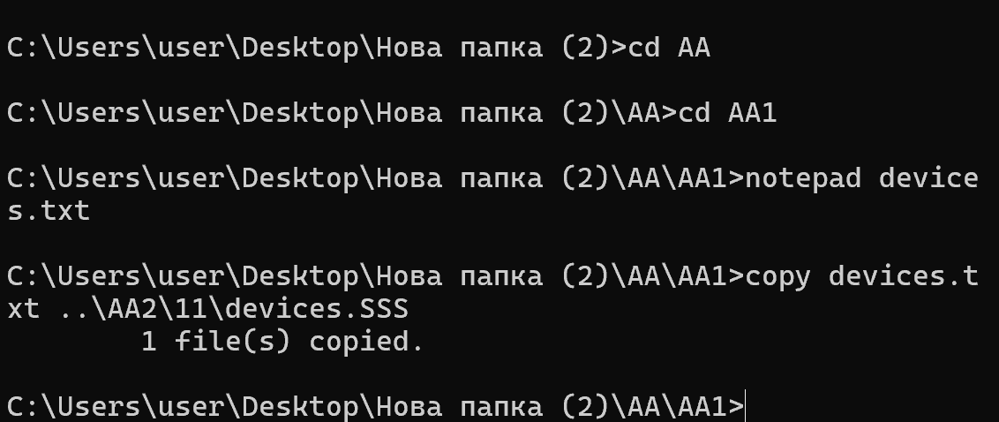 C:\Users\user\Desktop\Нова папка (2)>cd AA
C:\Users\user\Desktop\Нова папка (2)\AA>cd AA1
C:\Users\user\Desktop\Нова папка (2)\AA\AA1>notepad device
s.txt
C:\Users\user\Desktop\Нова папка (2)\AA\AA1>copy devices.t
xt ..\AA2\11\devices.SSS
        1 file(s) copied.
C:\Users\user\Desktop\Нова папка (2)\AA\AA1>